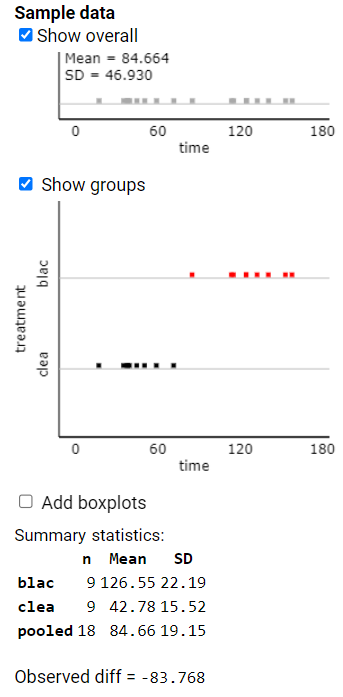 Sample data
Show overall
Mean = 84.664
SD = 46.930
0 60 120 180
time
Show groups
blac
treatment
clea
0 60 120 180
time
Add boxplots
Summary statistics:
n Mean SD
blac 9 126.55 22.19
clea 9 42.78 15.52
pooled 18 84.66 19.15
Observed diff = -83.768